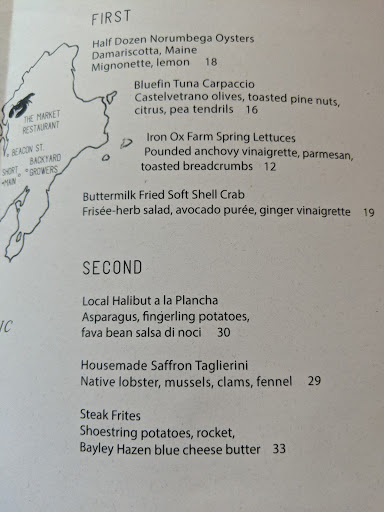 FIRST
Half Dozen Norumbega Oysters
Damariscotta, Maine
Mignonette, lemon 18
Bluefin Tuna Carpaccio
Castelvetrano olives, toasted pine nuts,
citrus, pea tendrils 16
THE MARKET
RESTAURANT
Iron Ox Farm Spring Lettuces
Pounded anchovy vinaigrette, parmesan,
toasted breadcrumbs 12
BEACON ST.
SHORT
& MAIN
BACKYARD
GROWERS
Buttermilk Fried Soft Shell Crab
Frisée-herb salad, avocado purée, ginger vinaigrette 19
SECOND
Local Halibut a la Plancha
Asparagus, fingerling potatoes,
fava bean salsa di noci 30
IC
Housemade Saffron Taglierini
Native lobster, mussels, clams, fennel 29
Steak Frites
Shoestring potatoes, rocket,
Bayley Hazen blue cheese butter 33